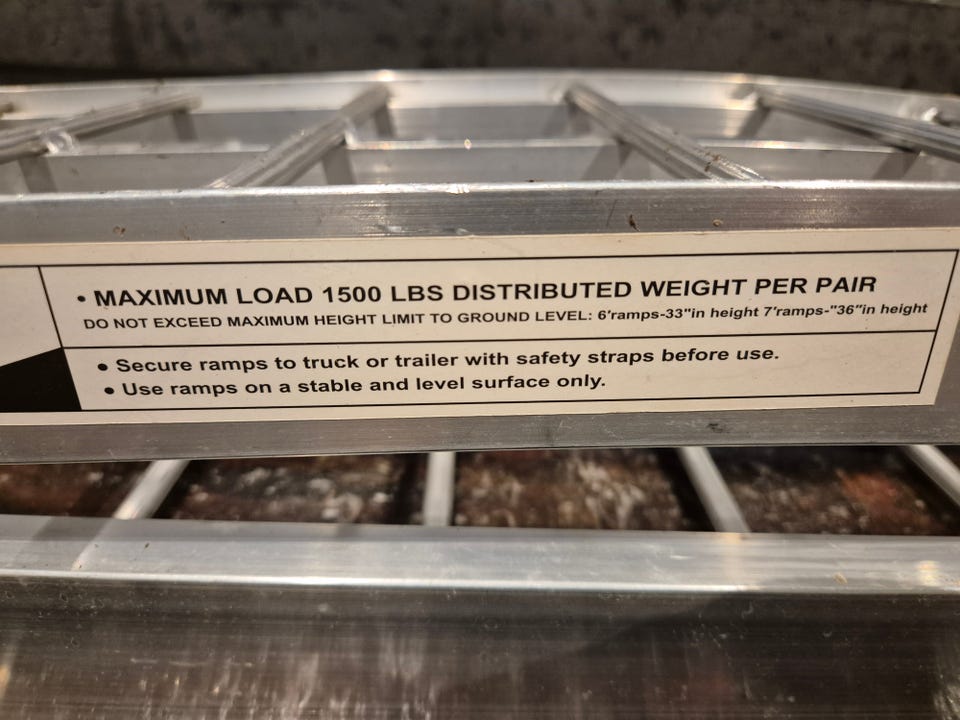 • MAXIMUM LOAD 1500 LBS DISTRIBUTED WEIGHT PER PAIR
DO NOT EXCEED MAXIMUM HEIGHT LIMIT TO GROUND LEVEL: 6'ramps-33"in height 7'ramps-"36"in height
• Secure ramps to truck or trailer with safety straps before use.
• Use ramps on a stable and level surface only.